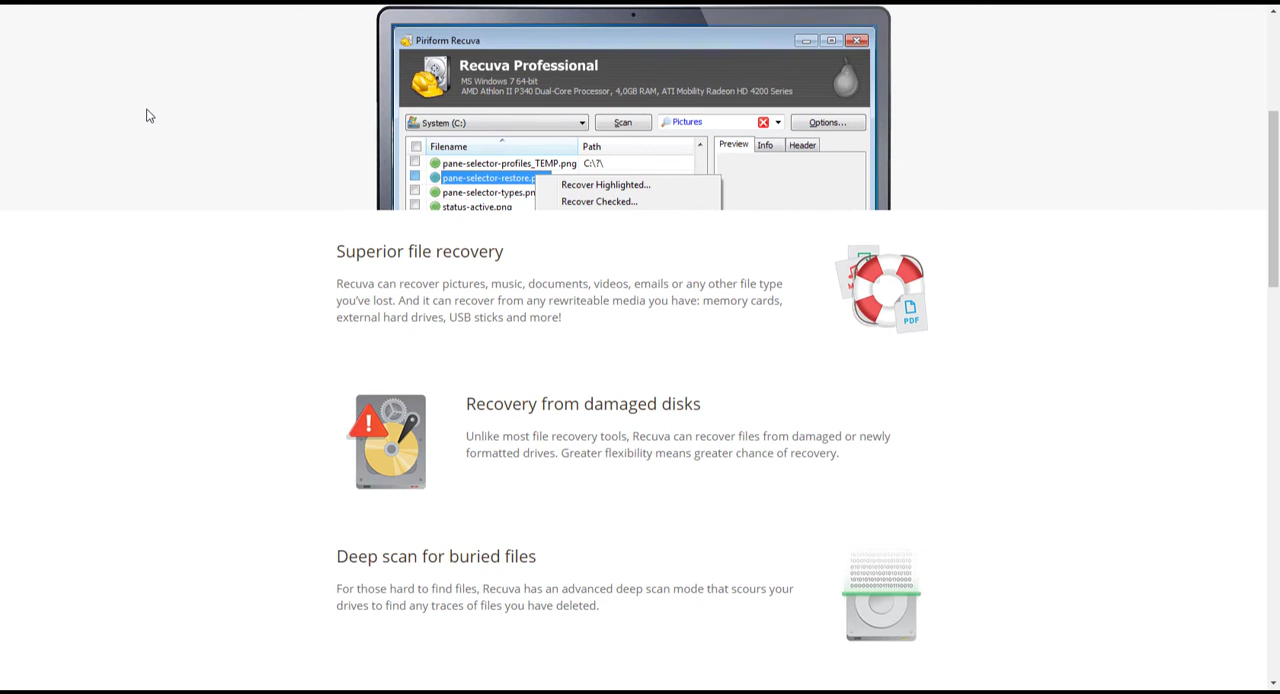 Piriform Recuva
Recuva Professional
MS Windows 7 64-bit
AMD Athlon II P340 Dual-Core Processor, 4,0GB RAM, ATI Mobility Radeon HD 4200 Series
System (C:) Scan Pictures Options...
Filename Path Preview Info Header
pane-selector-profiles_TEMP.png C:\?\
pane-selector-restore.p
Recover Highlighted...
pane-selector-types.pn
Recover Checked...
status-active.png
Superior file recovery
Recuva can recover pictures, music, documents, videos, emails or any other file type
you've lost. And it can recover from any rewriteable media you have: memory cards,
external hard drives, USB sticks and more!
PDF
Recovery from damaged disks
Unlike most file recovery tools, Recuva can recover files from damaged or newly
formatted drives. Greater flexibility means greater chance of recovery.
Deep scan for buried files
For those hard to find files, Recuva has an advanced deep scan mode that scours your
drives to find any traces of files you have deleted.